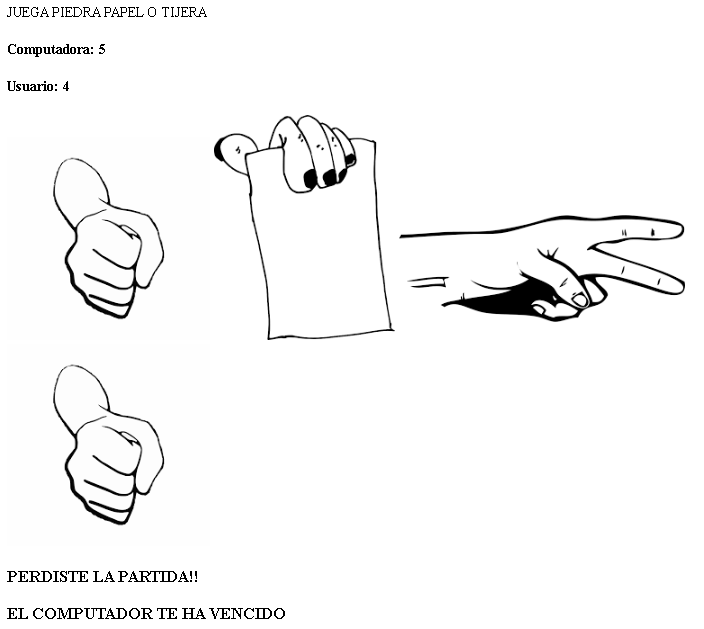 JUEGA PIEDRA PAPEL O TIJERA
Computadora: 5
Usuario: 4
PERDISTE LA PARTIDA!!
EL COMPUTADOR TE HA VENCIDO